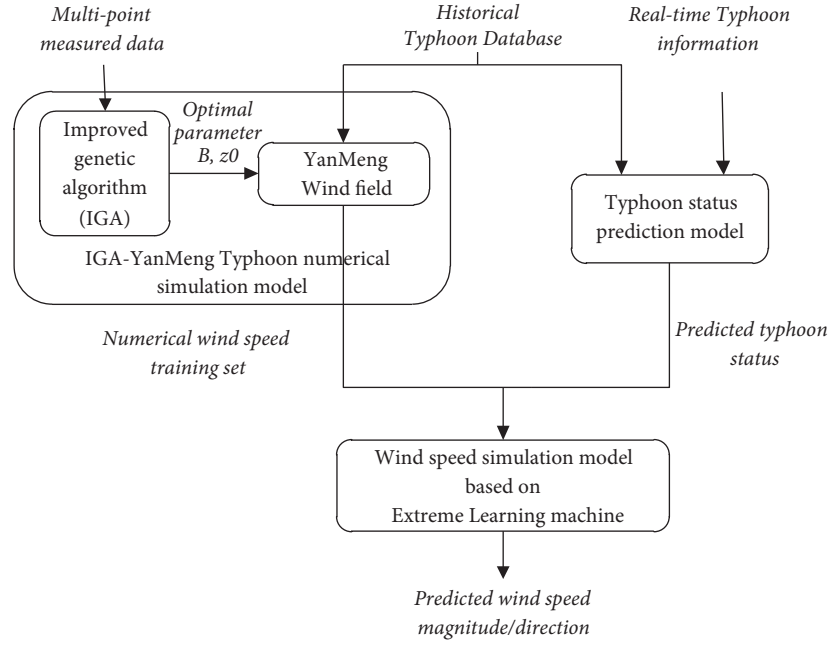 Multi-point
measured data
Historical
Typhoon Database
Real-time Typhoon
information
Optimal
parameter
B, z0
Improved
genetic
algorithm
(IGA)
YanMeng
Wind field
Typhoon status
prediction model
IGA-YanMeng Typhoon numerical
simulation model
Numerical wind speed
training set
Predicted typhoon
status
Wind speed simulation model
based on
Extreme Learning machine
Predicted wind speed
magnitude/direction